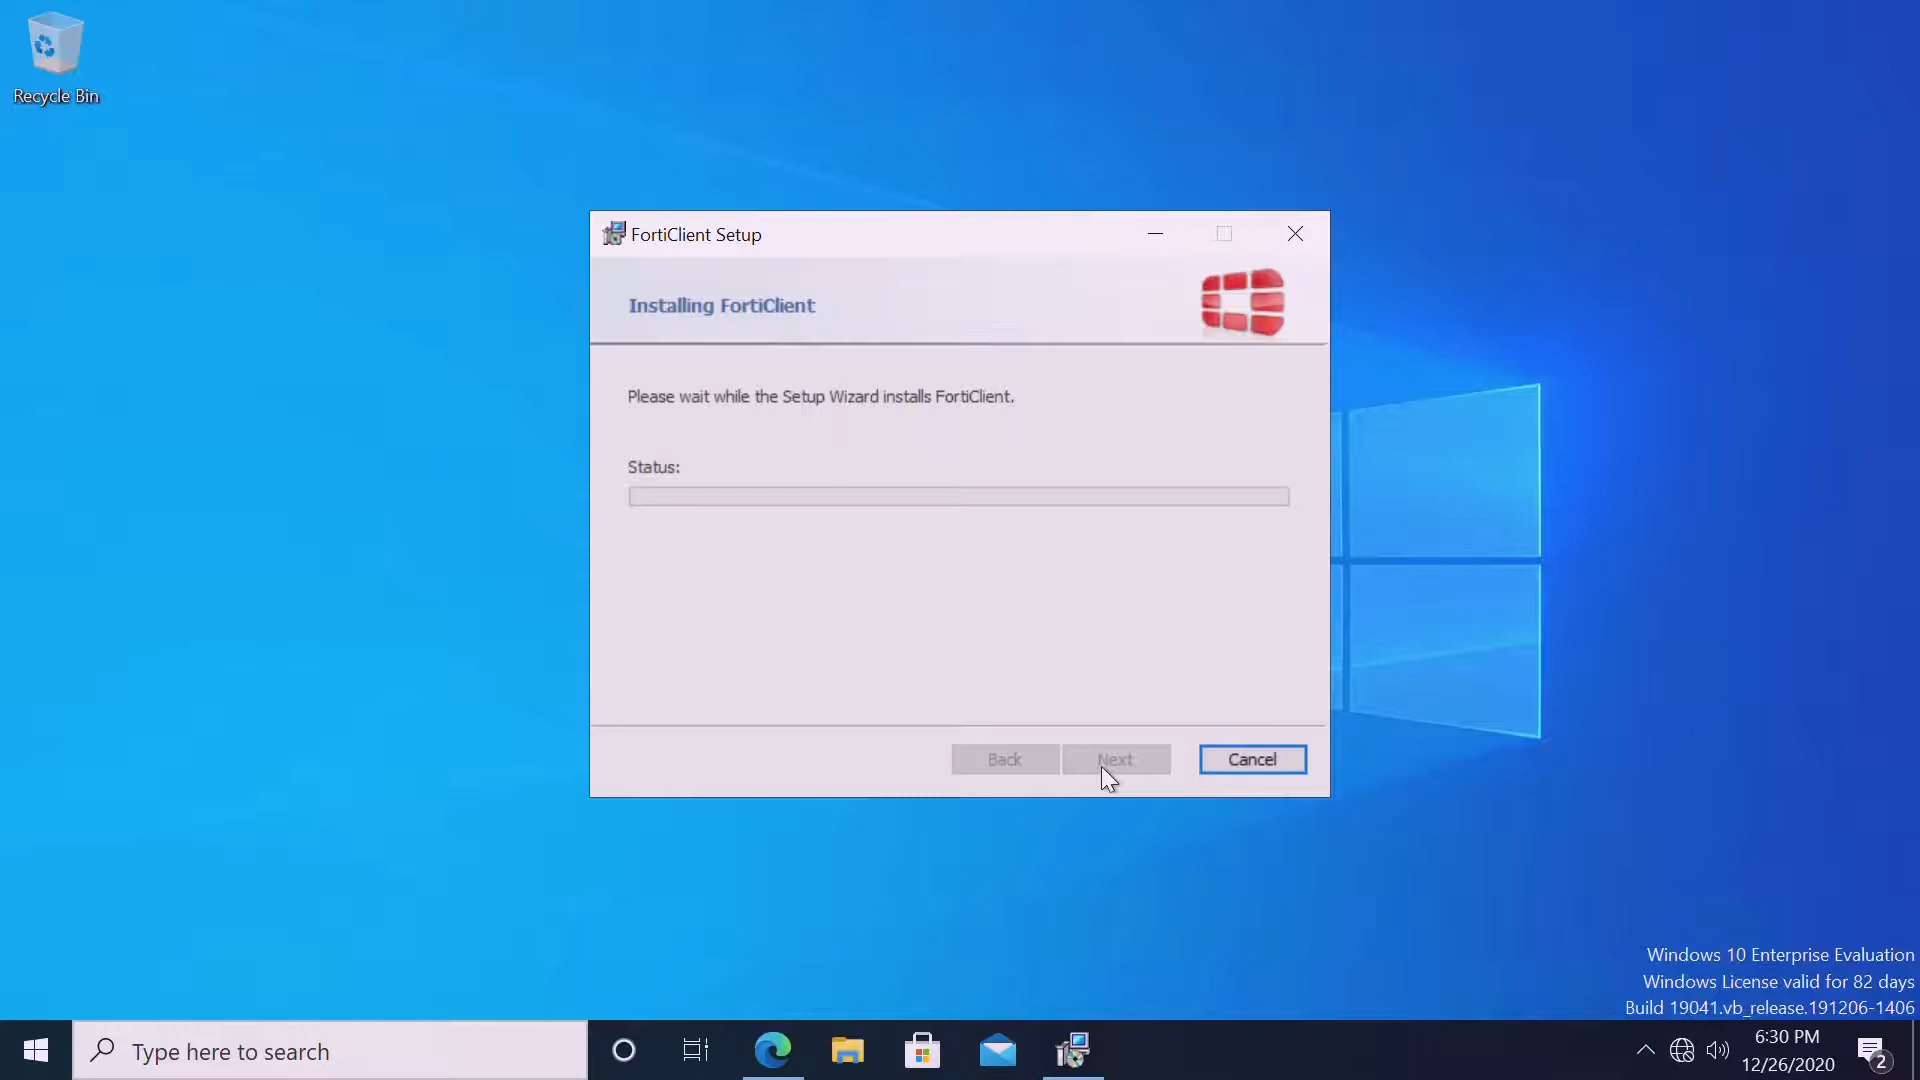 Recycle Bin
FortiClient Setup
Installing FortiClient
Please wait while the Setup Wizard installs FortiClient.
Status:
Back
Next
Cancel
Windows 10 Enterprise Evaluation
Windows License valid for 82 days
Build 19041.vb_release.191206-1406
Type here to search
6:30 PM
12/26/2020
2